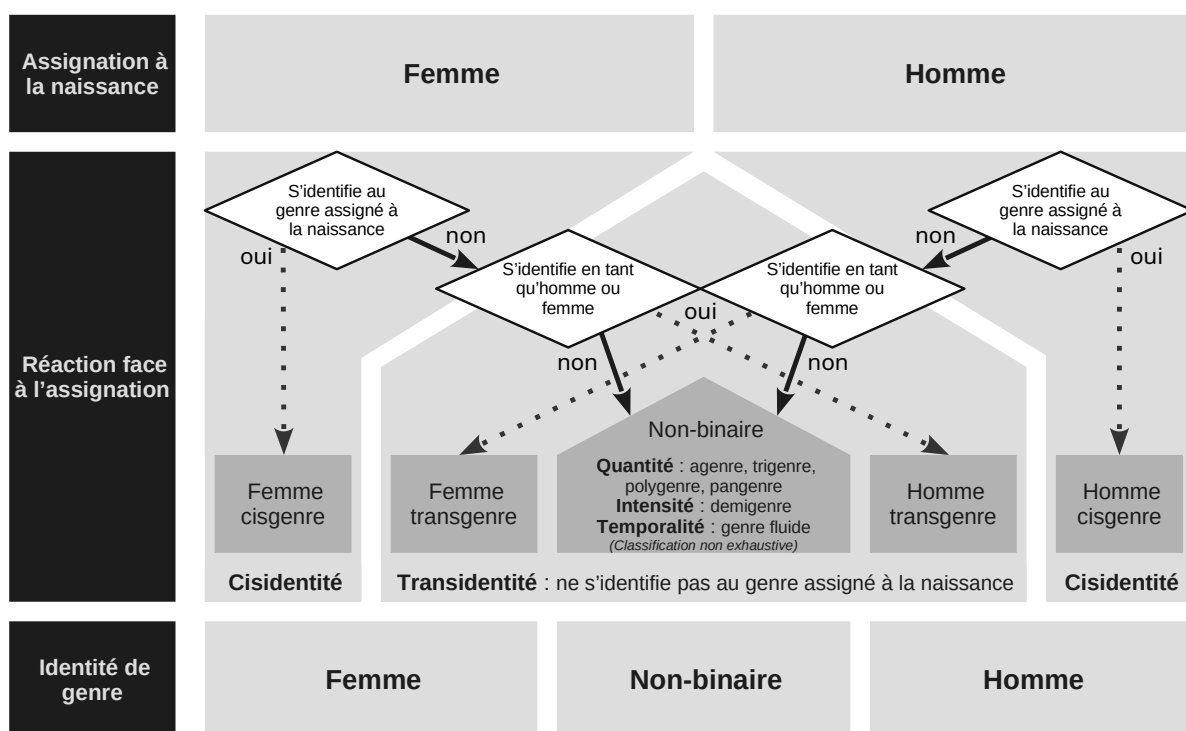 Assignation à
la naissance
Femme
Homme
Réaction face
à l’assignation
S’identifie au
genre assigné à
la naissance
oui
non
S’identifie en tant
qu’homme ou
femme
non
oui
S’identifie en tant
qu’homme ou
femme
non
S’identifie au
genre assigné à
la naissance
non
oui
Femme
cisgenre
Femme
transgenre
Non-binaire
Quantité : agenre, trigenre,
polygenre, pangenre
Intensité : demigenre
Temporalité : genre fluide
(Classification non exhaustive)
Homme
transgenre
Homme
cisgenre
Cisidentité
Transidentité : ne s’identifie pas au genre assigné à la naissance
Cisidentité
Identité de
genre
Femme
Non-binaire
Homme